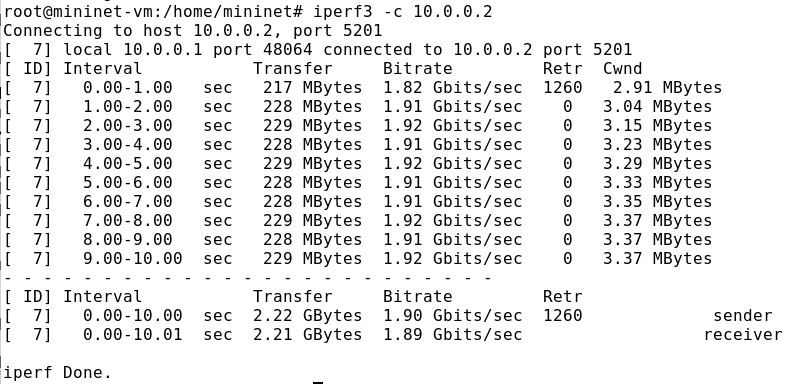 root@mininet-vm:/home/mininet# iperf3 -c 10.0.0.2
Connecting to host 10.0.0.2, port 5201
[  7] local 10.0.0.1 port 48064 connected to 10.0.0.2 port 5201
[ ID] Interval           Transfer     Bitrate         Retr  Cwnd
[  7]   0.00-1.00   sec   217 MBytes  1.82 Gbits/sec  1260   2.91 MBytes
[  7]   1.00-2.00   sec   228 MBytes  1.91 Gbits/sec    0   3.04 MBytes
[  7]   2.00-3.00   sec   229 MBytes  1.92 Gbits/sec    0   3.15 MBytes
[  7]   3.00-4.00   sec   228 MBytes  1.91 Gbits/sec    0   3.23 MBytes
[  7]   4.00-5.00   sec   229 MBytes  1.92 Gbits/sec    0   3.29 MBytes
[  7]   5.00-6.00   sec   228 MBytes  1.91 Gbits/sec    0   3.33 MBytes
[  7]   6.00-7.00   sec   228 MBytes  1.91 Gbits/sec    0   3.35 MBytes
[  7]   7.00-8.00   sec   229 MBytes  1.92 Gbits/sec    0   3.37 MBytes
[  7]   8.00-9.00   sec   228 MBytes  1.91 Gbits/sec    0   3.37 MBytes
[  7]   9.00-10.00  sec   229 MBytes  1.92 Gbits/sec    0   3.37 MBytes
- - - - - - - - - - - - - - - - - - - - - - - - -
[ ID] Interval           Transfer     Bitrate         Retr
[  7]   0.00-10.00  sec  2.22 GBytes  1.90 Gbits/sec  1260             sender
[  7]   0.00-10.01  sec  2.21 GBytes  1.89 Gbits/sec                  receiver
iperf Done.